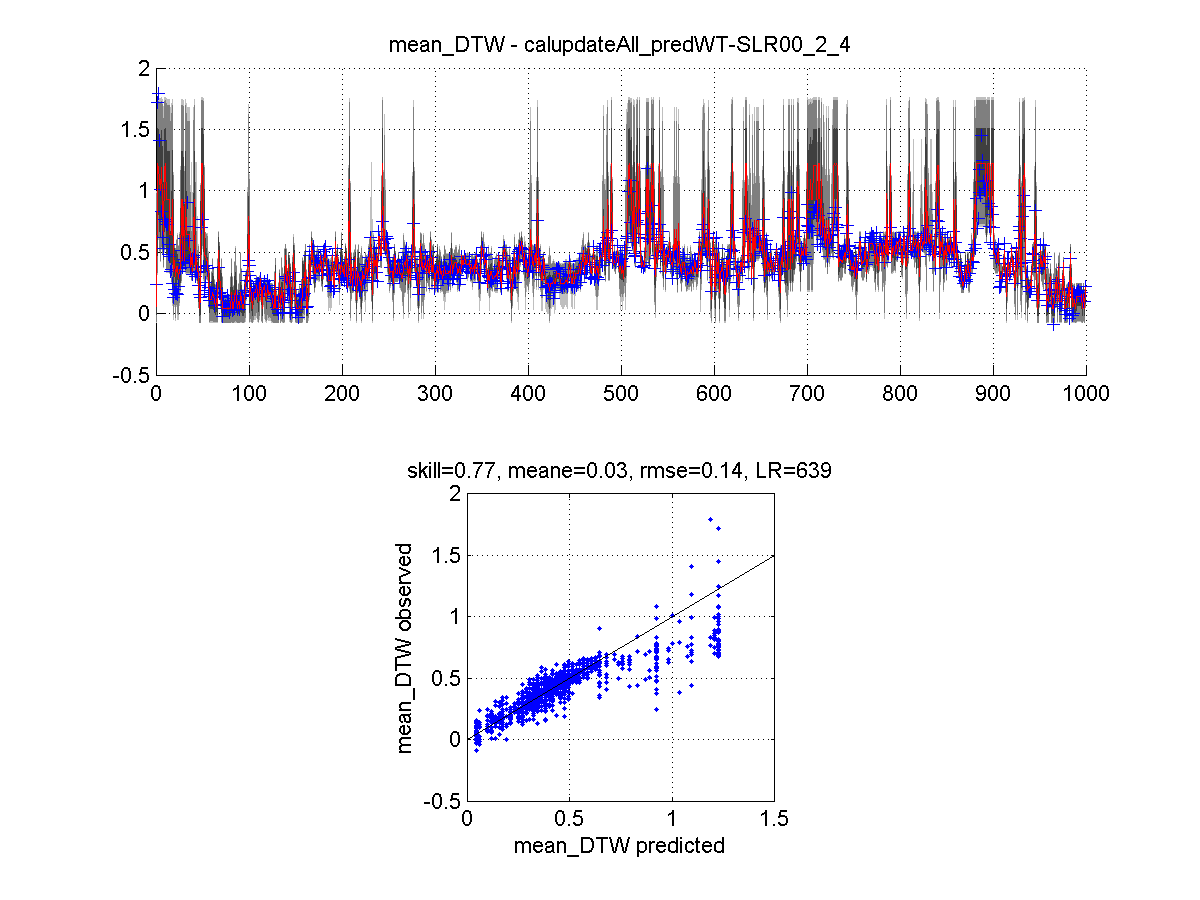 mean_DTW - calupdateAll_predWT-SLR00_2_4
2
1.5
1
0.5
0
-0.5
0 100 200 300 400 500 600 700 800 900 1000
skill=0.77, meane=0.03, rmse=0.14, LR=639
mean_DTW observed
2
1.5
1
0.5
0
-0.5
0 0.5 1 1.5
mean_DTW predicted